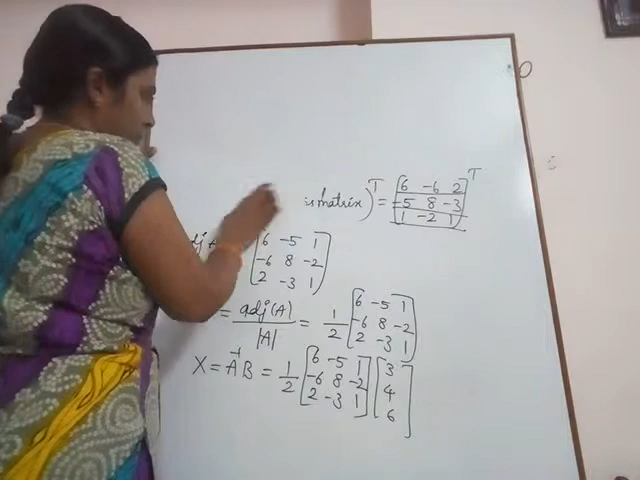 matrix)ᵀ = [6 -6 2; -5 8 -3; 1 -2 1]ᵀ
[6 -5 1; -6 8 -2; 2 -3 1]
= adj(A)/|A| = 1/2 [6 -5 1; -6 8 -2; 2 -3 1]
X = A⁻¹B = 1/2 [6 -5 1; -6 8 -2; 2 -3 1] [3; 4; 6]